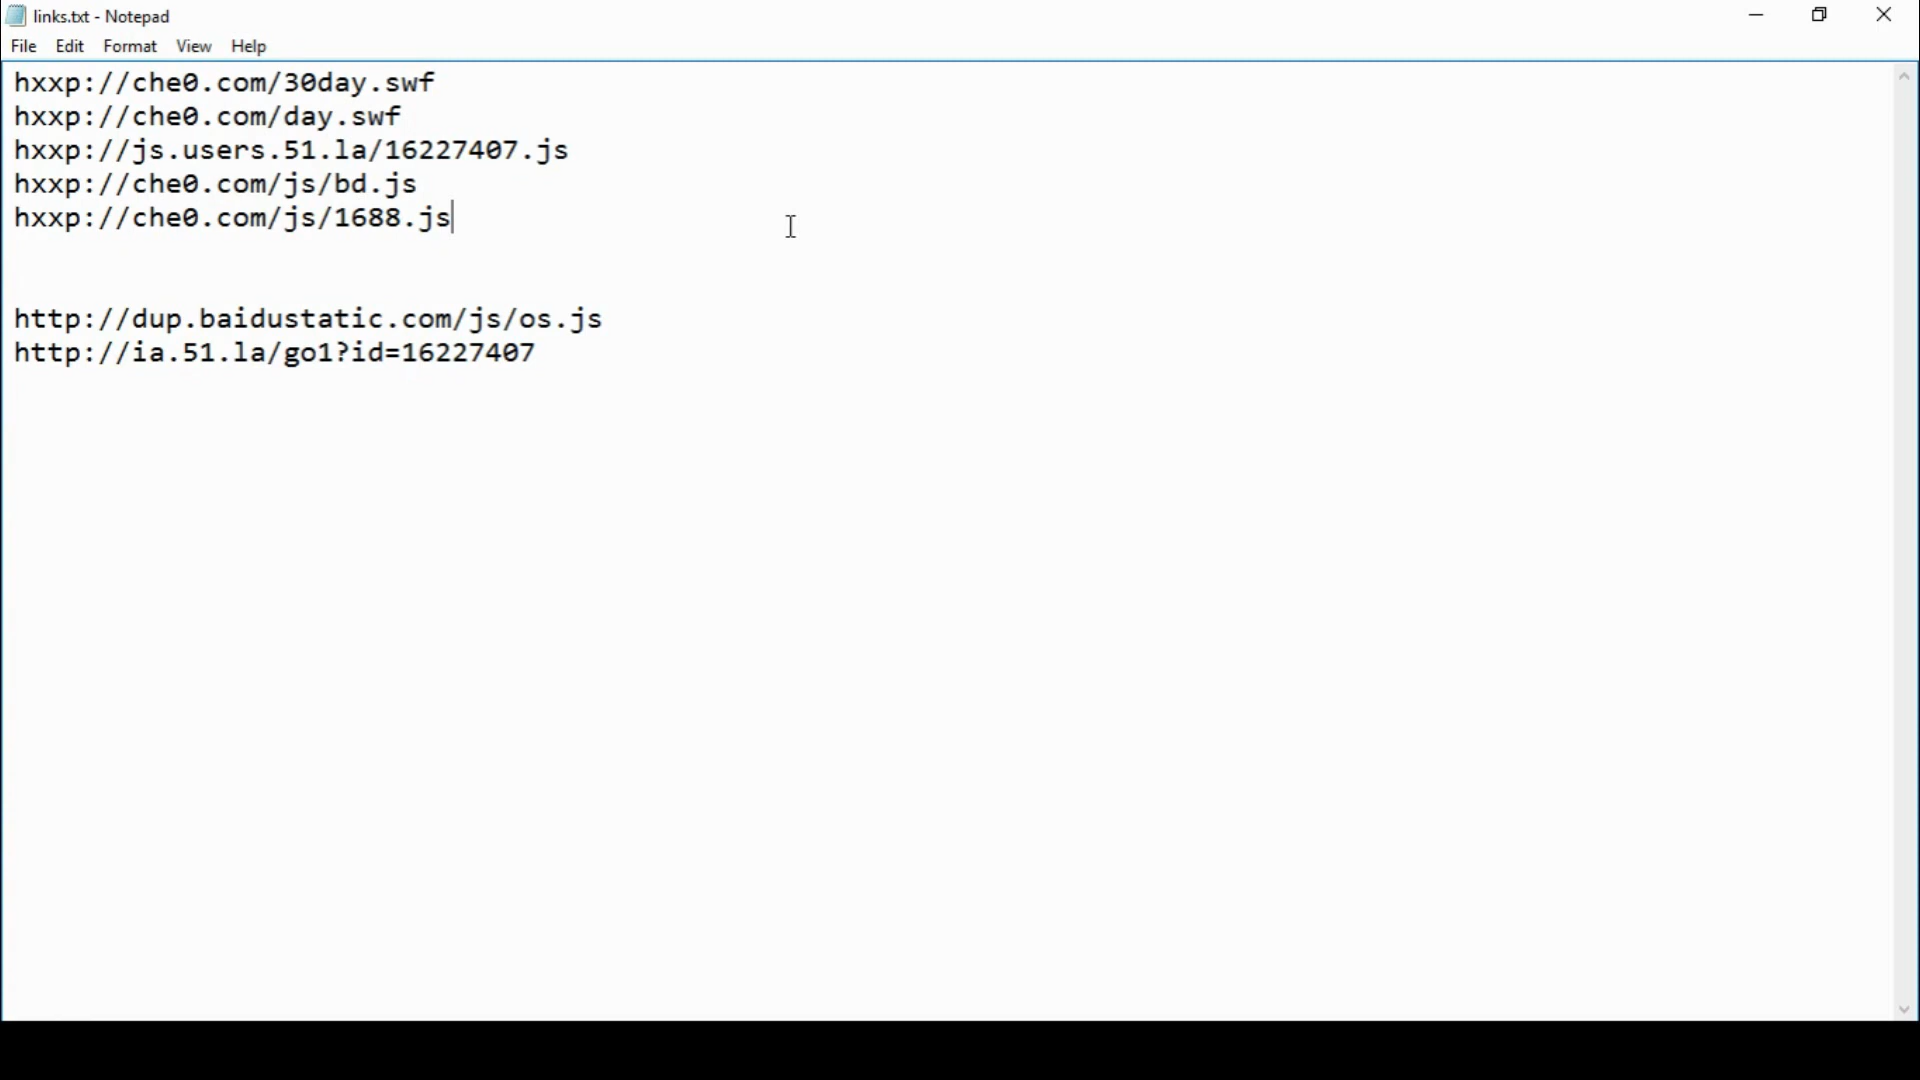 links.txt - Notepad
File Edit Format View Help
hxxp://che0.com/30day.swf
hxxp://che0.com/day.swf
hxxp://js.users.51.la/16227407.js
hxxp://che0.com/js/bd.js
hxxp://che0.com/js/1688.js
http://dup.baidustatic.com/js/os.js
http://ia.51.la/go1?id=16227407